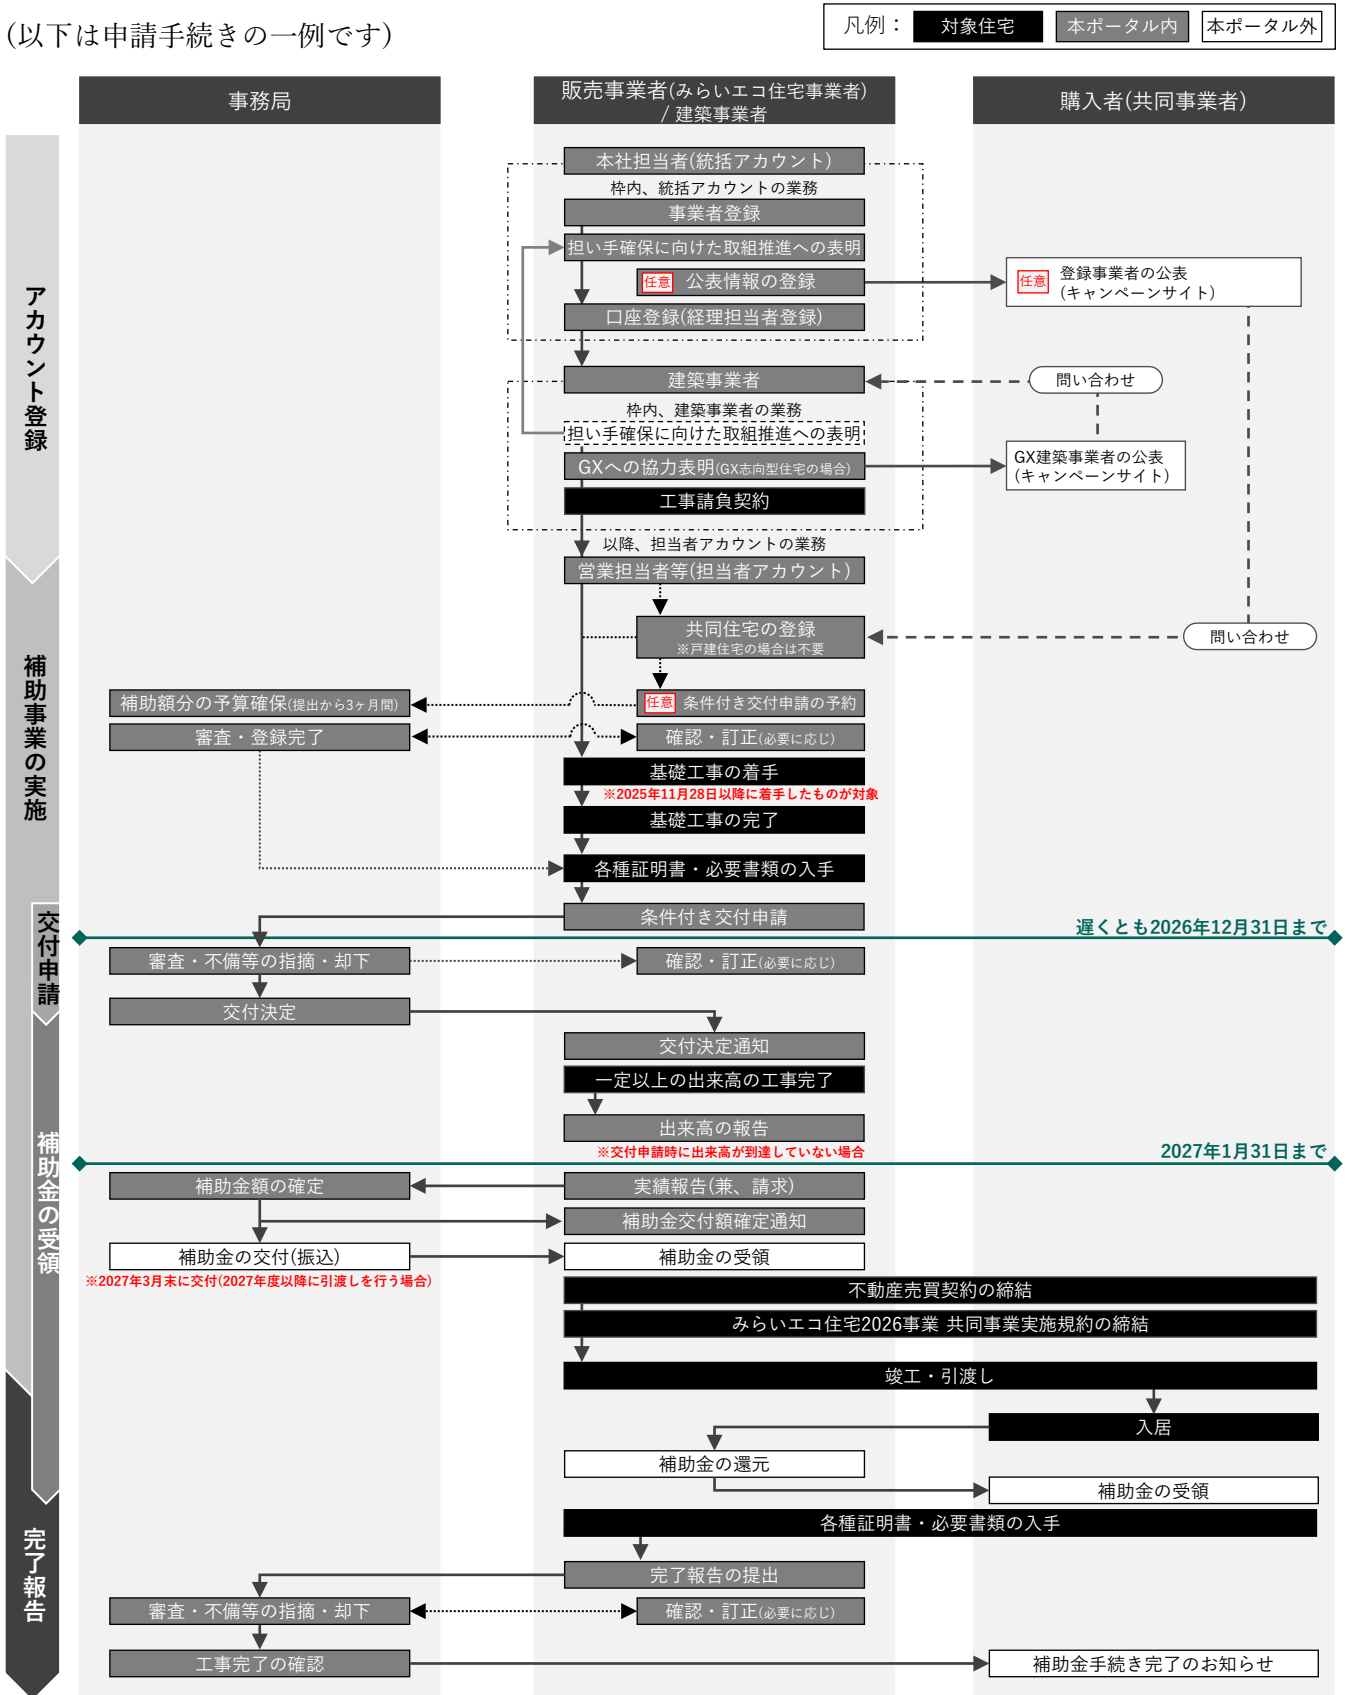 (以下は申請手続きの一例です)
凡例： 対象住宅 本ポータル内 本ポータル外
事務局
販売事業者(みらいエコ住宅事業者)
/ 建築事業者
購入者(共同事業者)
アカウント登録
本社担当者(統括アカウント)
枠内、統括アカウントの業務
事業者登録
担い手確保に向けた取組推進への表明
任意 公表情報の登録
任意 登録事業者の公表
(キャンペーンサイト)
口座登録(経理担当者登録)
建築事業者
問い合わせ
枠内、建築事業者の業務
担い手確保に向けた取組推進への表明
GXへの協力表明(GX志向型住宅の場合)
GX建築事業者の公表
(キャンペーンサイト)
工事請負契約
以降、担当者アカウントの業務
営業担当者等(担当者アカウント)
補助事業の実施
共同住宅の登録
※戸建住宅の場合は不要
問い合わせ
補助額分の予算確保(提出から3ヶ月間)
任意 条件付き交付申請の予約
審査・登録完了
確認・訂正(必要に応じ)
基礎工事の着手
※2025年11月28日以降に着手したものが対象
基礎工事の完了
各種証明書・必要書類の入手
交付申請
条件付き交付申請
遅くとも2026年12月31日まで
審査・不備等の指摘・却下
確認・訂正(必要に応じ)
交付決定
交付決定通知
一定以上の出来高の工事完了
出来高の報告
※交付申請時に出来高が到達していない場合
補助金の受領
2027年1月31日まで
補助金額の確定
実績報告(兼、請求)
補助金交付額確定通知
補助金の交付(振込)
補助金の受領
※2027年3月末に交付(2027年度以降に引渡しを行う場合)
不動産売買契約の締結
みらいエコ住宅2026事業 共同事業実施規約の締結
竣工・引渡し
入居
補助金の還元
補助金の受領
完了報告
各種証明書・必要書類の入手
完了報告の提出
審査・不備等の指摘・却下
確認・訂正(必要に応じ)
工事完了の確認
補助金手続き完了のお知らせ